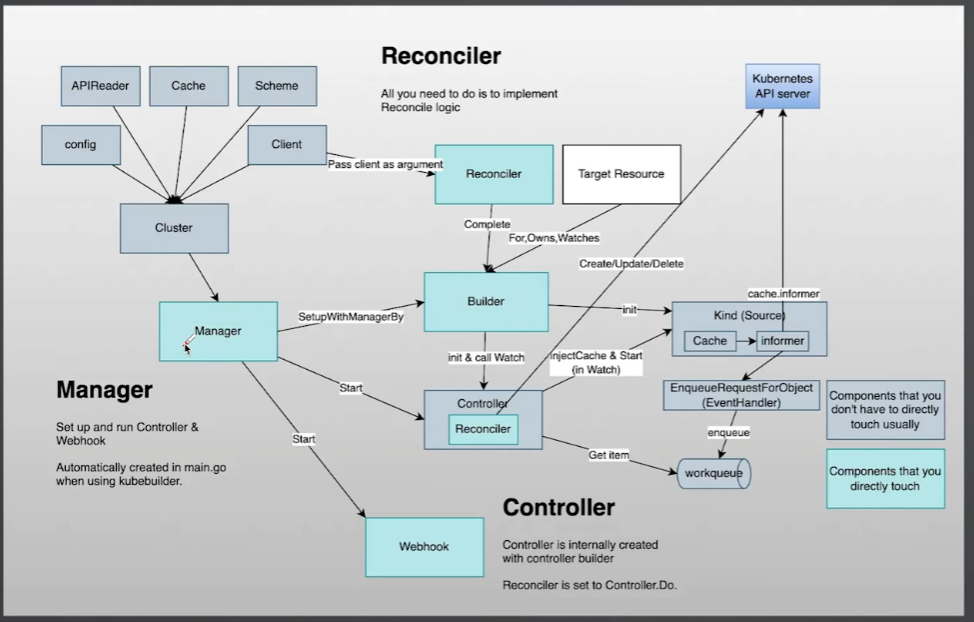 Reconciler
All you need to do is to implement
Reconcile logic
APIReader
Cache
Scheme
Kubernetes
API server
config
Client
Pass client as argument
Reconciler
Target Resource
Cluster
Complete
For,Owns,Watches
Create/Update/Delete
Manager
SetupWithManagerBy
Builder
init
cache.informer
Kind (Source)
Cache
informer
init & call Watch
injectCache & Start
(in Watch)
Manager
Start
Controller
Reconciler
EnqueueRequestForObject
(EventHandler)
Components that you
don't have to directly
touch usually
Set up and run Controller &
Webhook
Start
enqueue
Get item
workqueue
Components that you
directly touch
Automatically created in main.go
when using kubebuilder.
Controller
Webhook
Controller is internally created
with controller builder
Reconciler is set to Controller.Do.